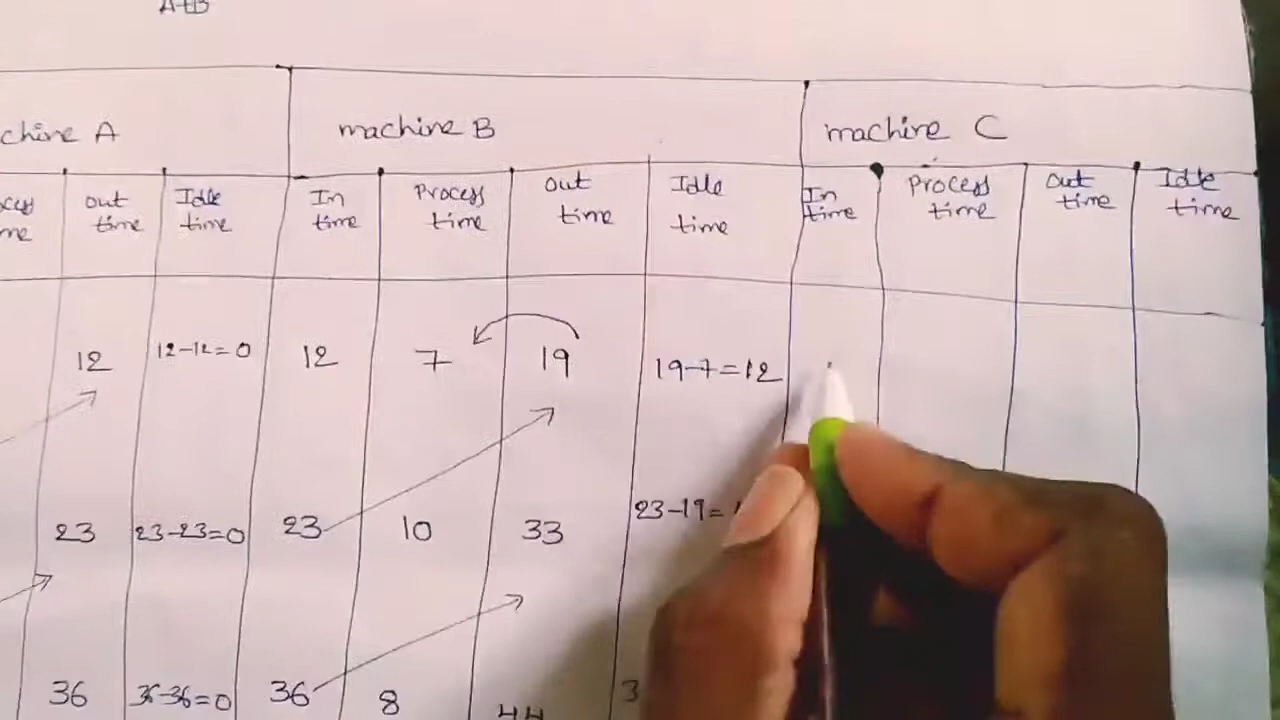 A+B
chine A machine B machine C
out time Idle time In time Process time out time Idle time In time Process time out time Idle time
12 12-12=0 12 7 19 19-7=12
23 23-23=0 23 10 33 23-19=
36 36-36=0 36 8 44 3